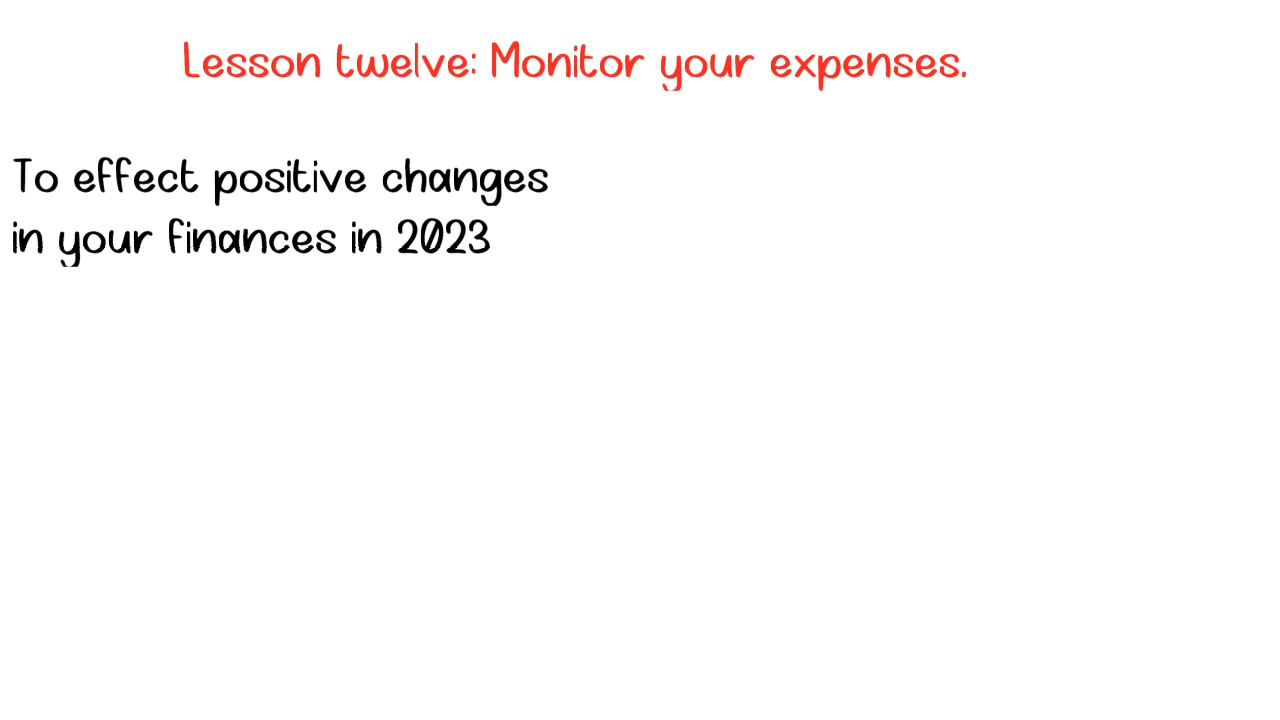 Lesson twelve: Monitor your expenses.
To effect positive changes
in your finances in 2023